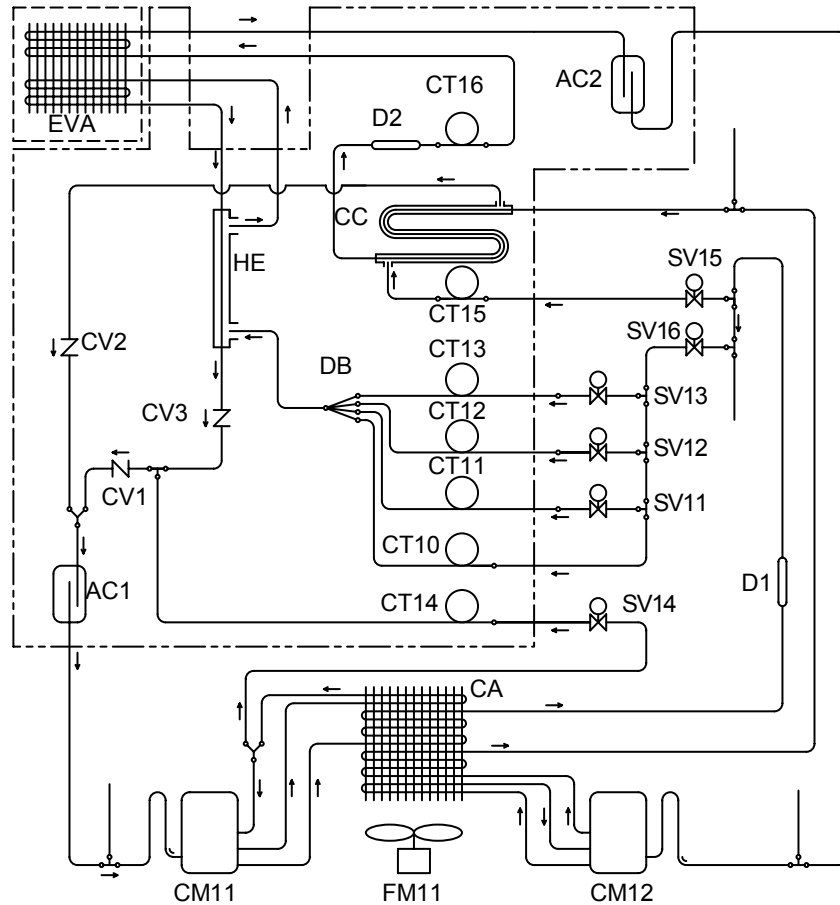 EVA
CT16
AC2
D2
CC
HE
SV15
CT15
SV16
CV2
CT13
DB
SV13
CT12
CV3
CT11
SV12
CV1
SV11
CT10
AC1
D1
CT14
SV14
CA
CM11
FM11
CM12